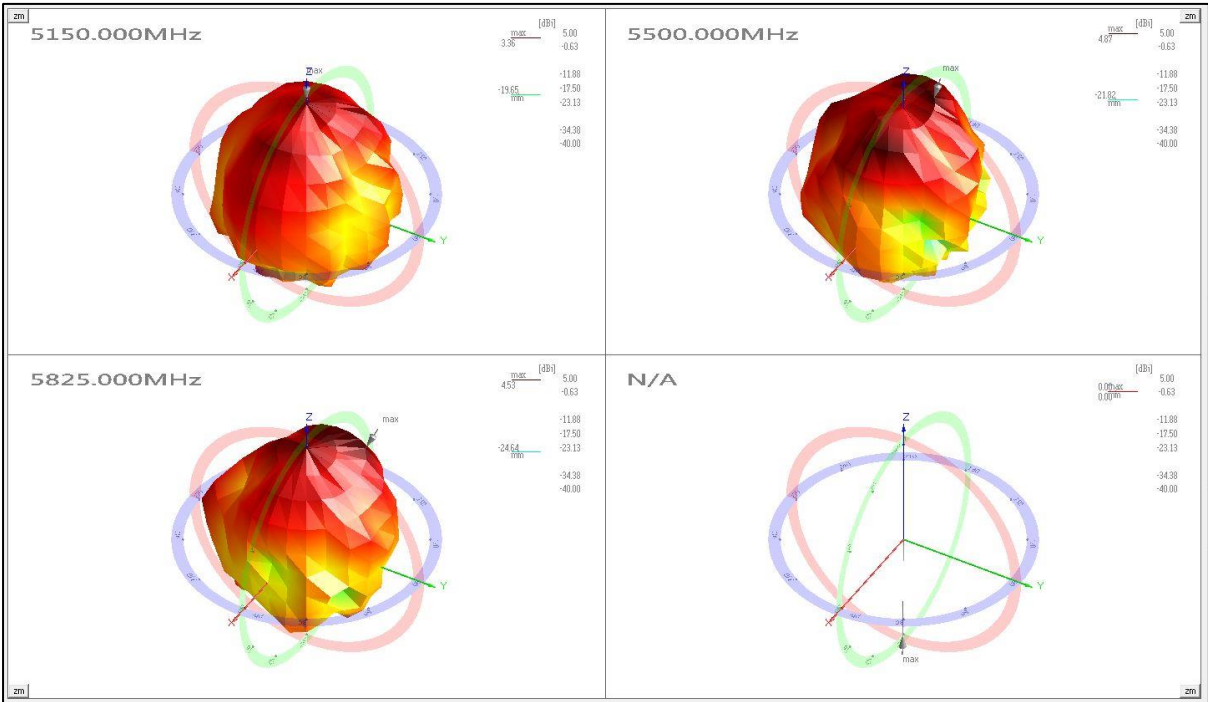 zm
zm
5150.000MHz
[dBi]
max
3.36
5.00
-0.63
-11.88
-17.50
-19.65
mm
-23.13
-34.38
-40.00
Z
max
X
Y
5500.000MHz
[dBi]
max
4.87
5.00
-0.63
-11.88
-17.50
-21.82
mm
-23.13
-34.38
-40.00
Z
max
X
Y
5825.000MHz
[dBi]
max
4.53
5.00
-0.63
-11.88
-17.50
-24.64
mm
-23.13
-34.38
-40.00
Z
max
X
Y
N/A
[dBi]
0.00
max
0.00
5.00
-0.63
-11.88
-17.50
-23.13
-34.38
-40.00
Z
X
Y
max
zm
zm